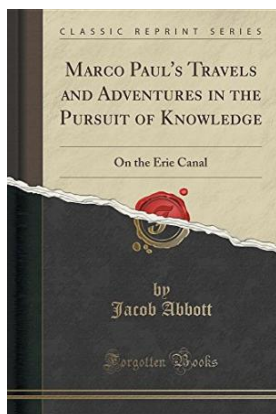 CLASSIC REPRINT SERIES
MARCO PAUL'S TRAVELS
AND ADVENTURES IN THE
PURSUIT OF KNOWLEDGE
On the Erie Canal
by
Jacob Abbott
Forgotten Books